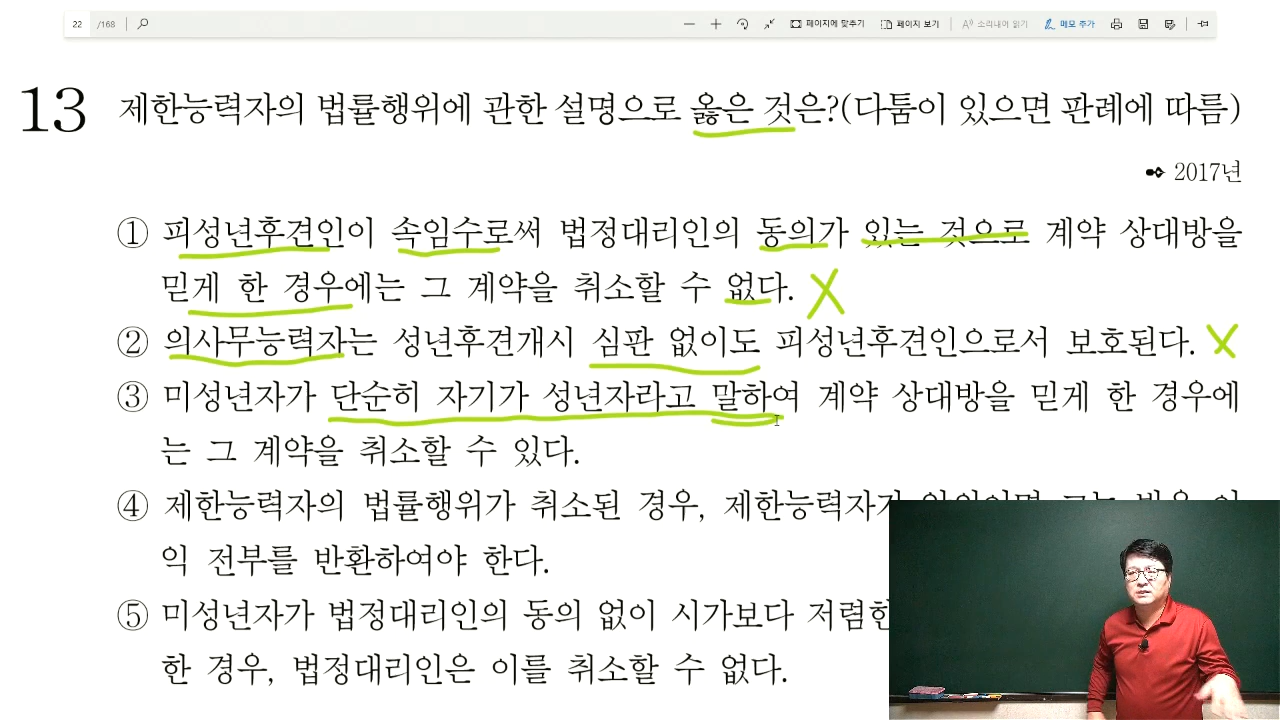 22 /168 페이지에 맞추기 페이지 보기 소리내어 읽기 메모 추가
13 제한능력자의 법률행위에 관한 설명으로 옳은 것은?(다툼이 있으면 판례에 따름)
2017년
① 피성년후견인이 속임수로써 법정대리인의 동의가 있는 것으로 계약 상대방을
믿게 한 경우에는 그 계약을 취소할 수 없다.
② 의사무능력자는 성년후견개시 심판 없이도 피성년후견인으로서 보호된다.
③ 미성년자가 단순히 자기가 성년자라고 말하여 계약 상대방을 믿게 한 경우에
는 그 계약을 취소할 수 있다.
④ 제한능력자의 법률행위가 취소된 경우, 제한능력자가
익 전부를 반환하여야 한다.
⑤ 미성년자가 법정대리인의 동의 없이 시가보다 저렴한
한 경우, 법정대리인은 이를 취소할 수 없다.